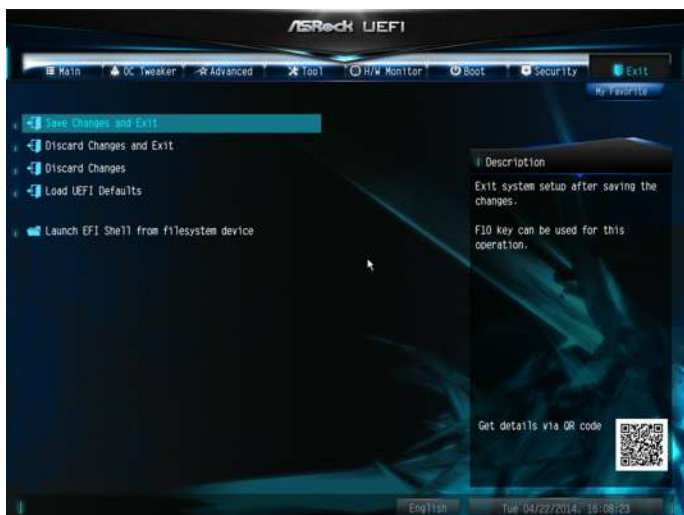 ASRock UEFI
Main OC Tweaker Advanced Tool H/W Monitor Boot Security Exit
My Favorite
Save Changes and Exit
Discard Changes and Exit
Discard Changes
Load UEFI Defaults
Launch EFI Shell from filesystem device
Description
Exit system setup after saving the
changes.
F10 key can be used for this
operation.
Get details via QR code
English Tue 04/22/2014. 16:08:23